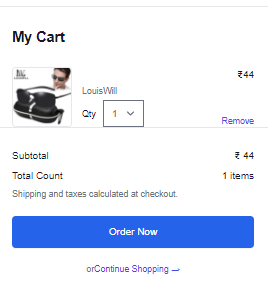 My Cart
₹44
LouisWill
Qty 1
Remove
Subtotal ₹ 44
Total Count 1 items
Shipping and taxes calculated at checkout.
Order Now
orContinue Shopping →